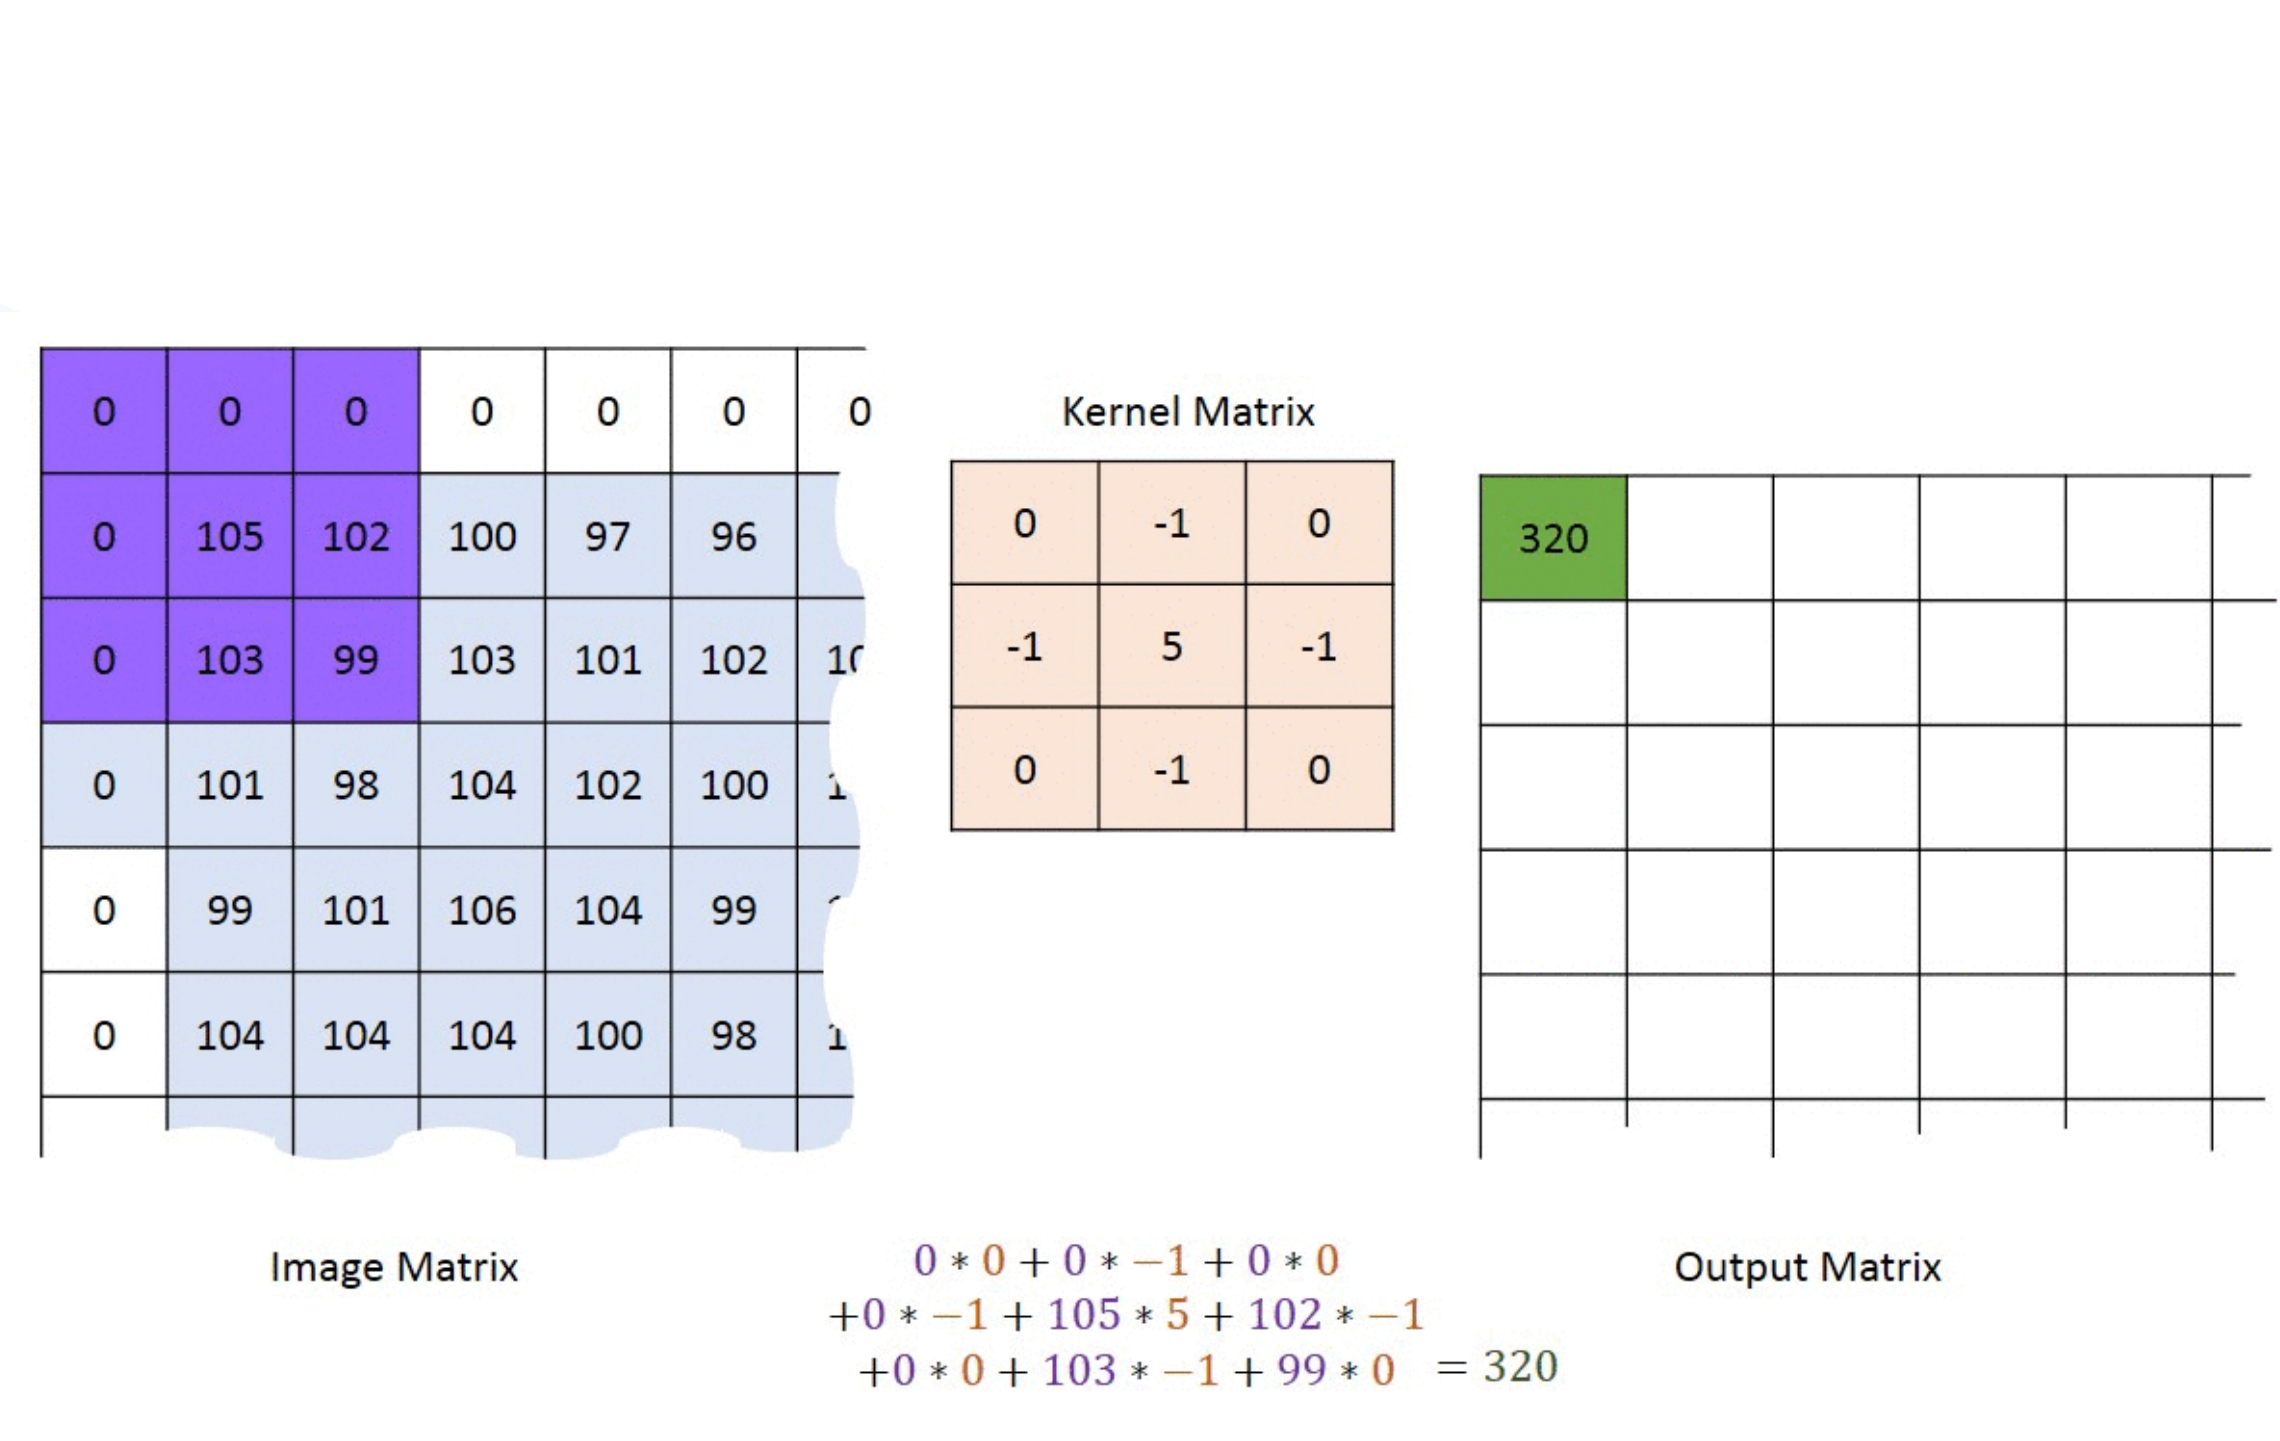 0 0 0 0 0 0 0
0 105 102 100 97 96
0 103 99 103 101 102
0 101 98 104 102 100
0 99 101 106 104 99
0 104 104 104 100 98
Image Matrix
Kernel Matrix
0 -1 0
-1 5 -1
0 -1 0
320
Output Matrix
0 * 0 + 0 * −1 + 0 * 0
+0 * −1 + 105 * 5 + 102 * −1
+0 * 0 + 103 * −1 + 99 * 0 = 320